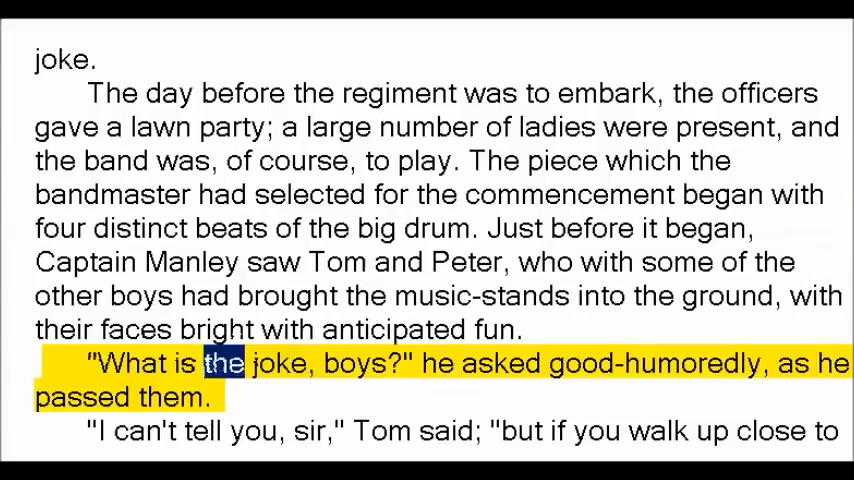 joke.
The day before the regiment was to embark, the officers
gave a lawn party; a large number of ladies were present, and
the band was, of course, to play. The piece which the
bandmaster had selected for the commencement began with
four distinct beats of the big drum. Just before it began,
Captain Manley saw Tom and Peter, who with some of the
other boys had brought the music-stands into the ground, with
their faces bright with anticipated fun.
"What is the joke, boys?" he asked good-humoredly, as he
passed them.
"I can't tell you, sir," Tom said; "but if you walk up close to